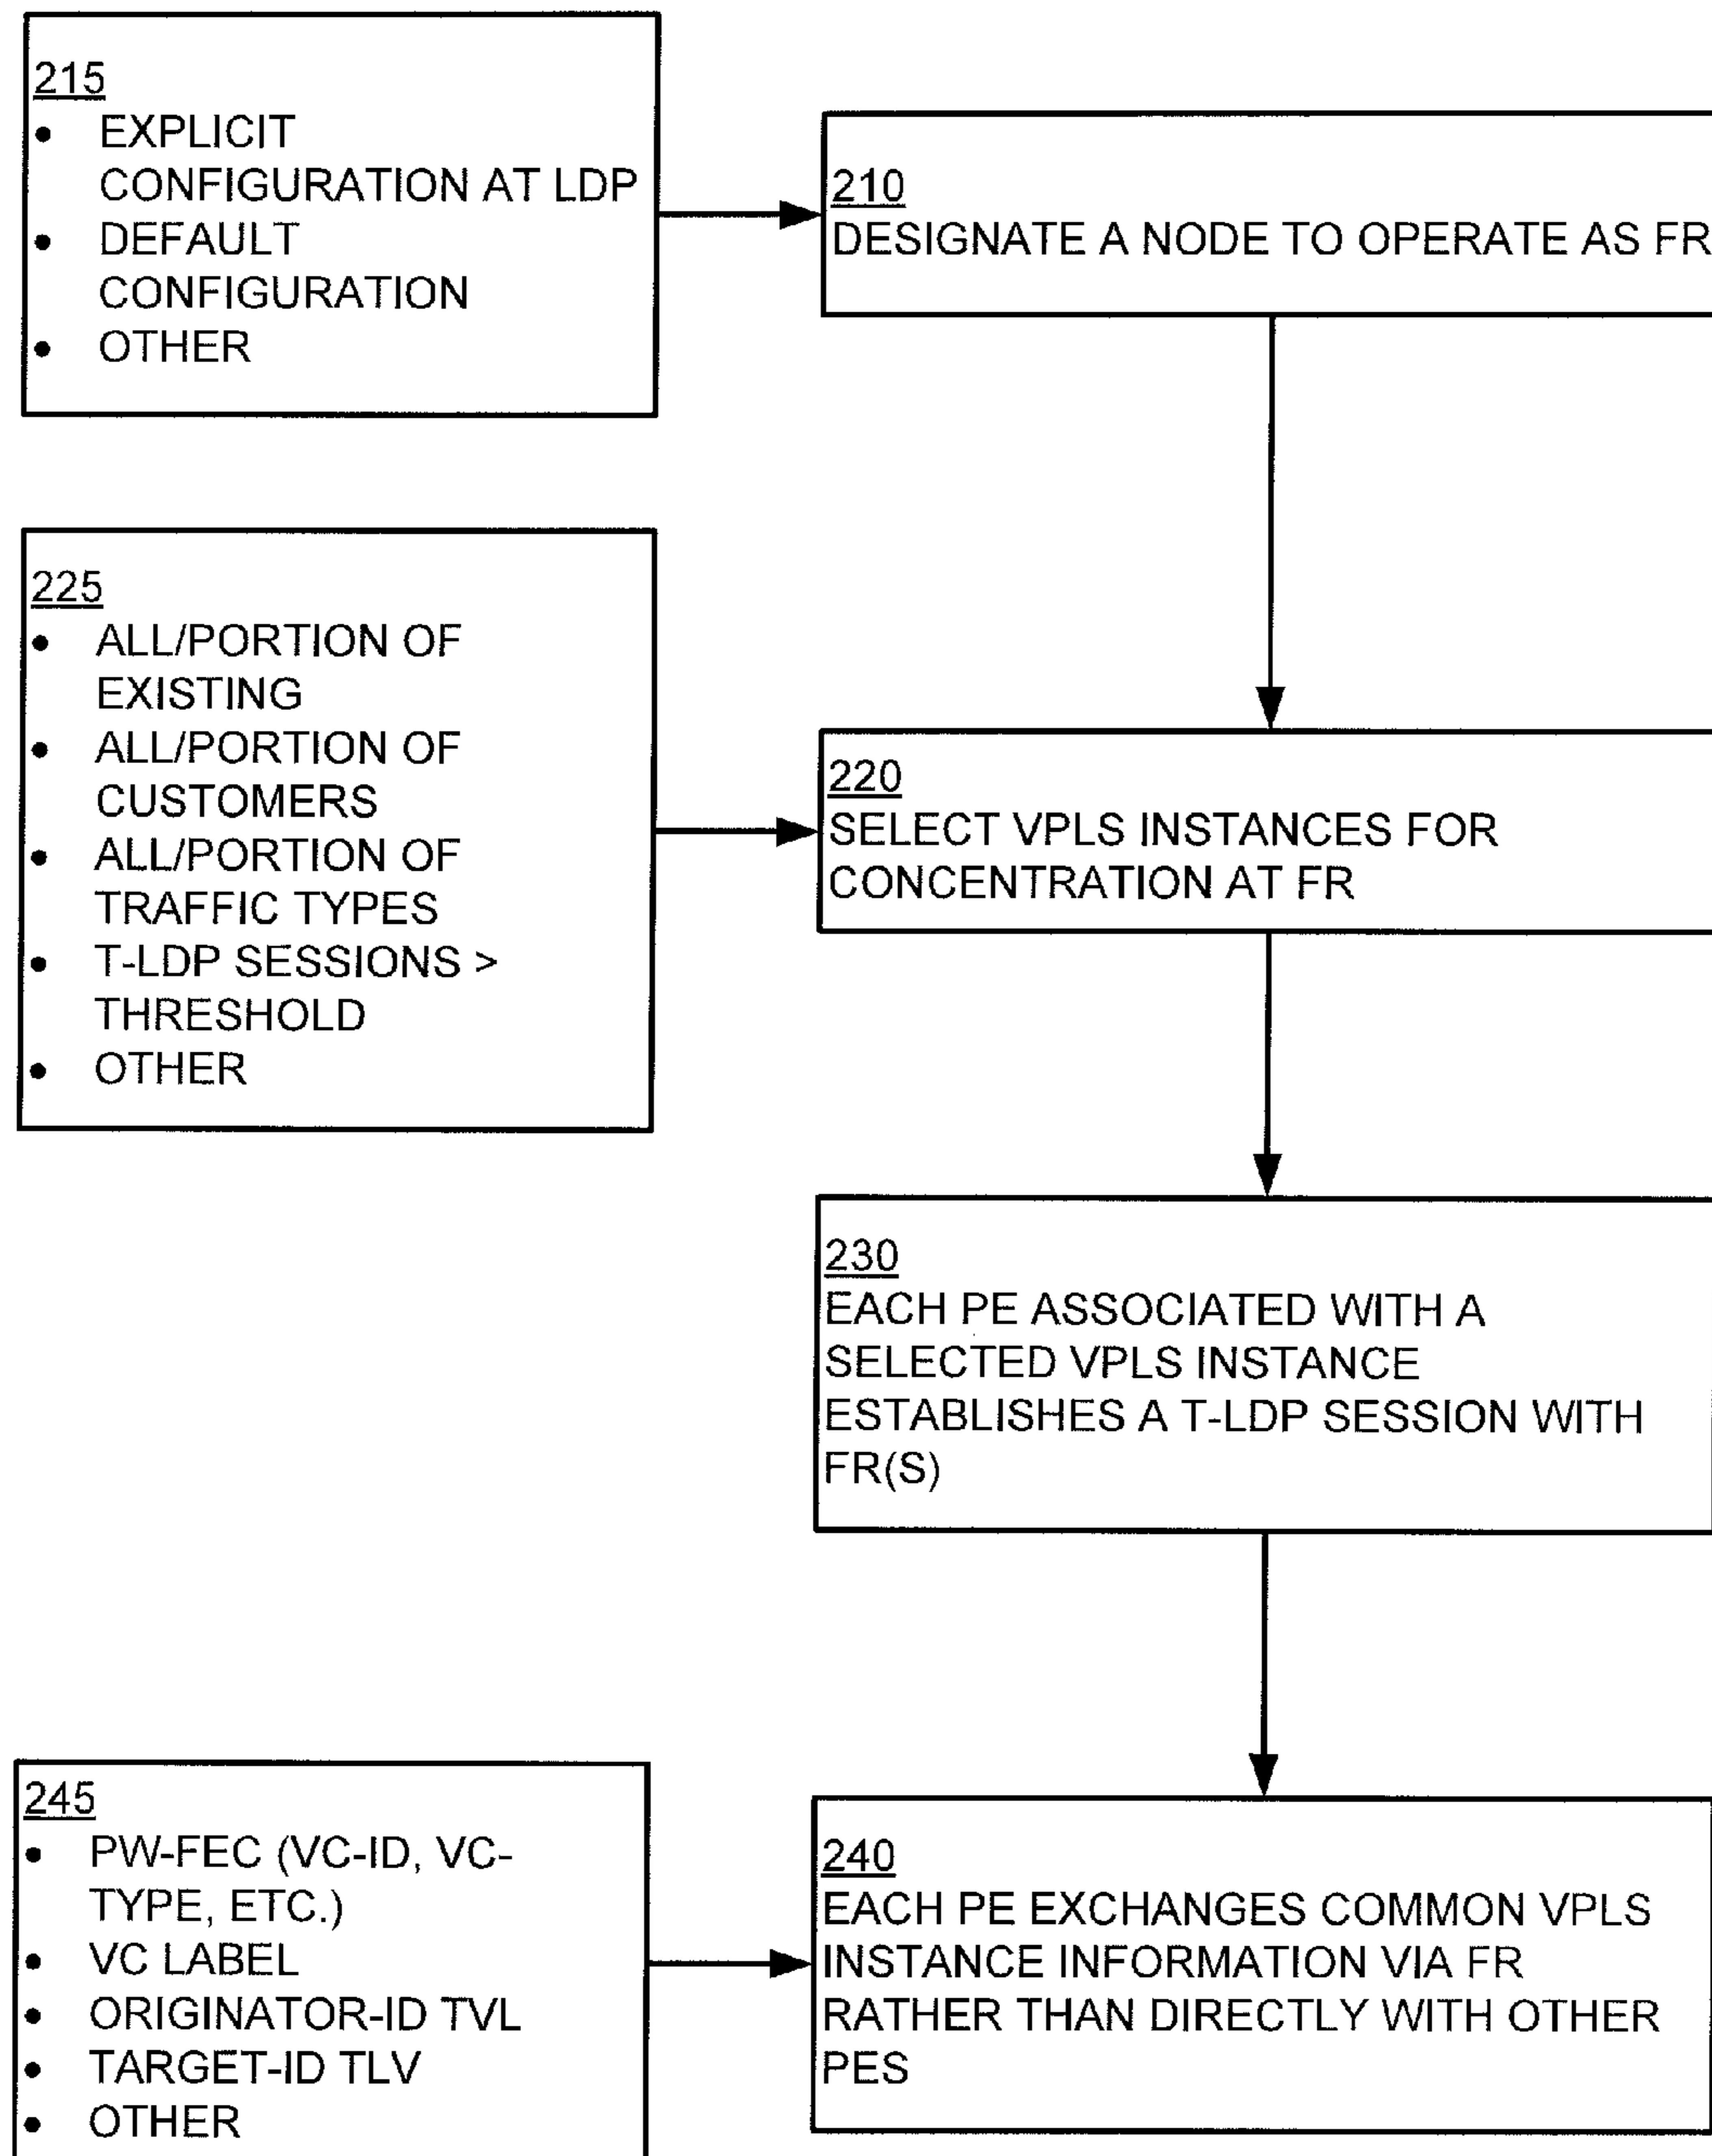 215
• EXPLICIT
CONFIGURATION AT LDP
• DEFAULT
CONFIGURATION
• OTHER
210
DESIGNATE A NODE TO OPERATE AS FR
225
• ALL/PORTION OF
EXISTING
• ALL/PORTION OF
CUSTOMERS
• ALL/PORTION OF
TRAFFIC TYPES
• T-LDP SESSIONS >
THRESHOLD
• OTHER
220
SELECT VPLS INSTANCES FOR
CONCENTRATION AT FR
230
EACH PE ASSOCIATED WITH A
SELECTED VPLS INSTANCE
ESTABLISHES A T-LDP SESSION WITH
FR(S)
245
• PW-FEC (VC-ID, VC-
TYPE, ETC.)
• VC LABEL
• ORIGINATOR-ID TVL
• TARGET-ID TLV
• OTHER
240
EACH PE EXCHANGES COMMON VPLS
INSTANCE INFORMATION VIA FR
RATHER THAN DIRECTLY WITH OTHER
PES